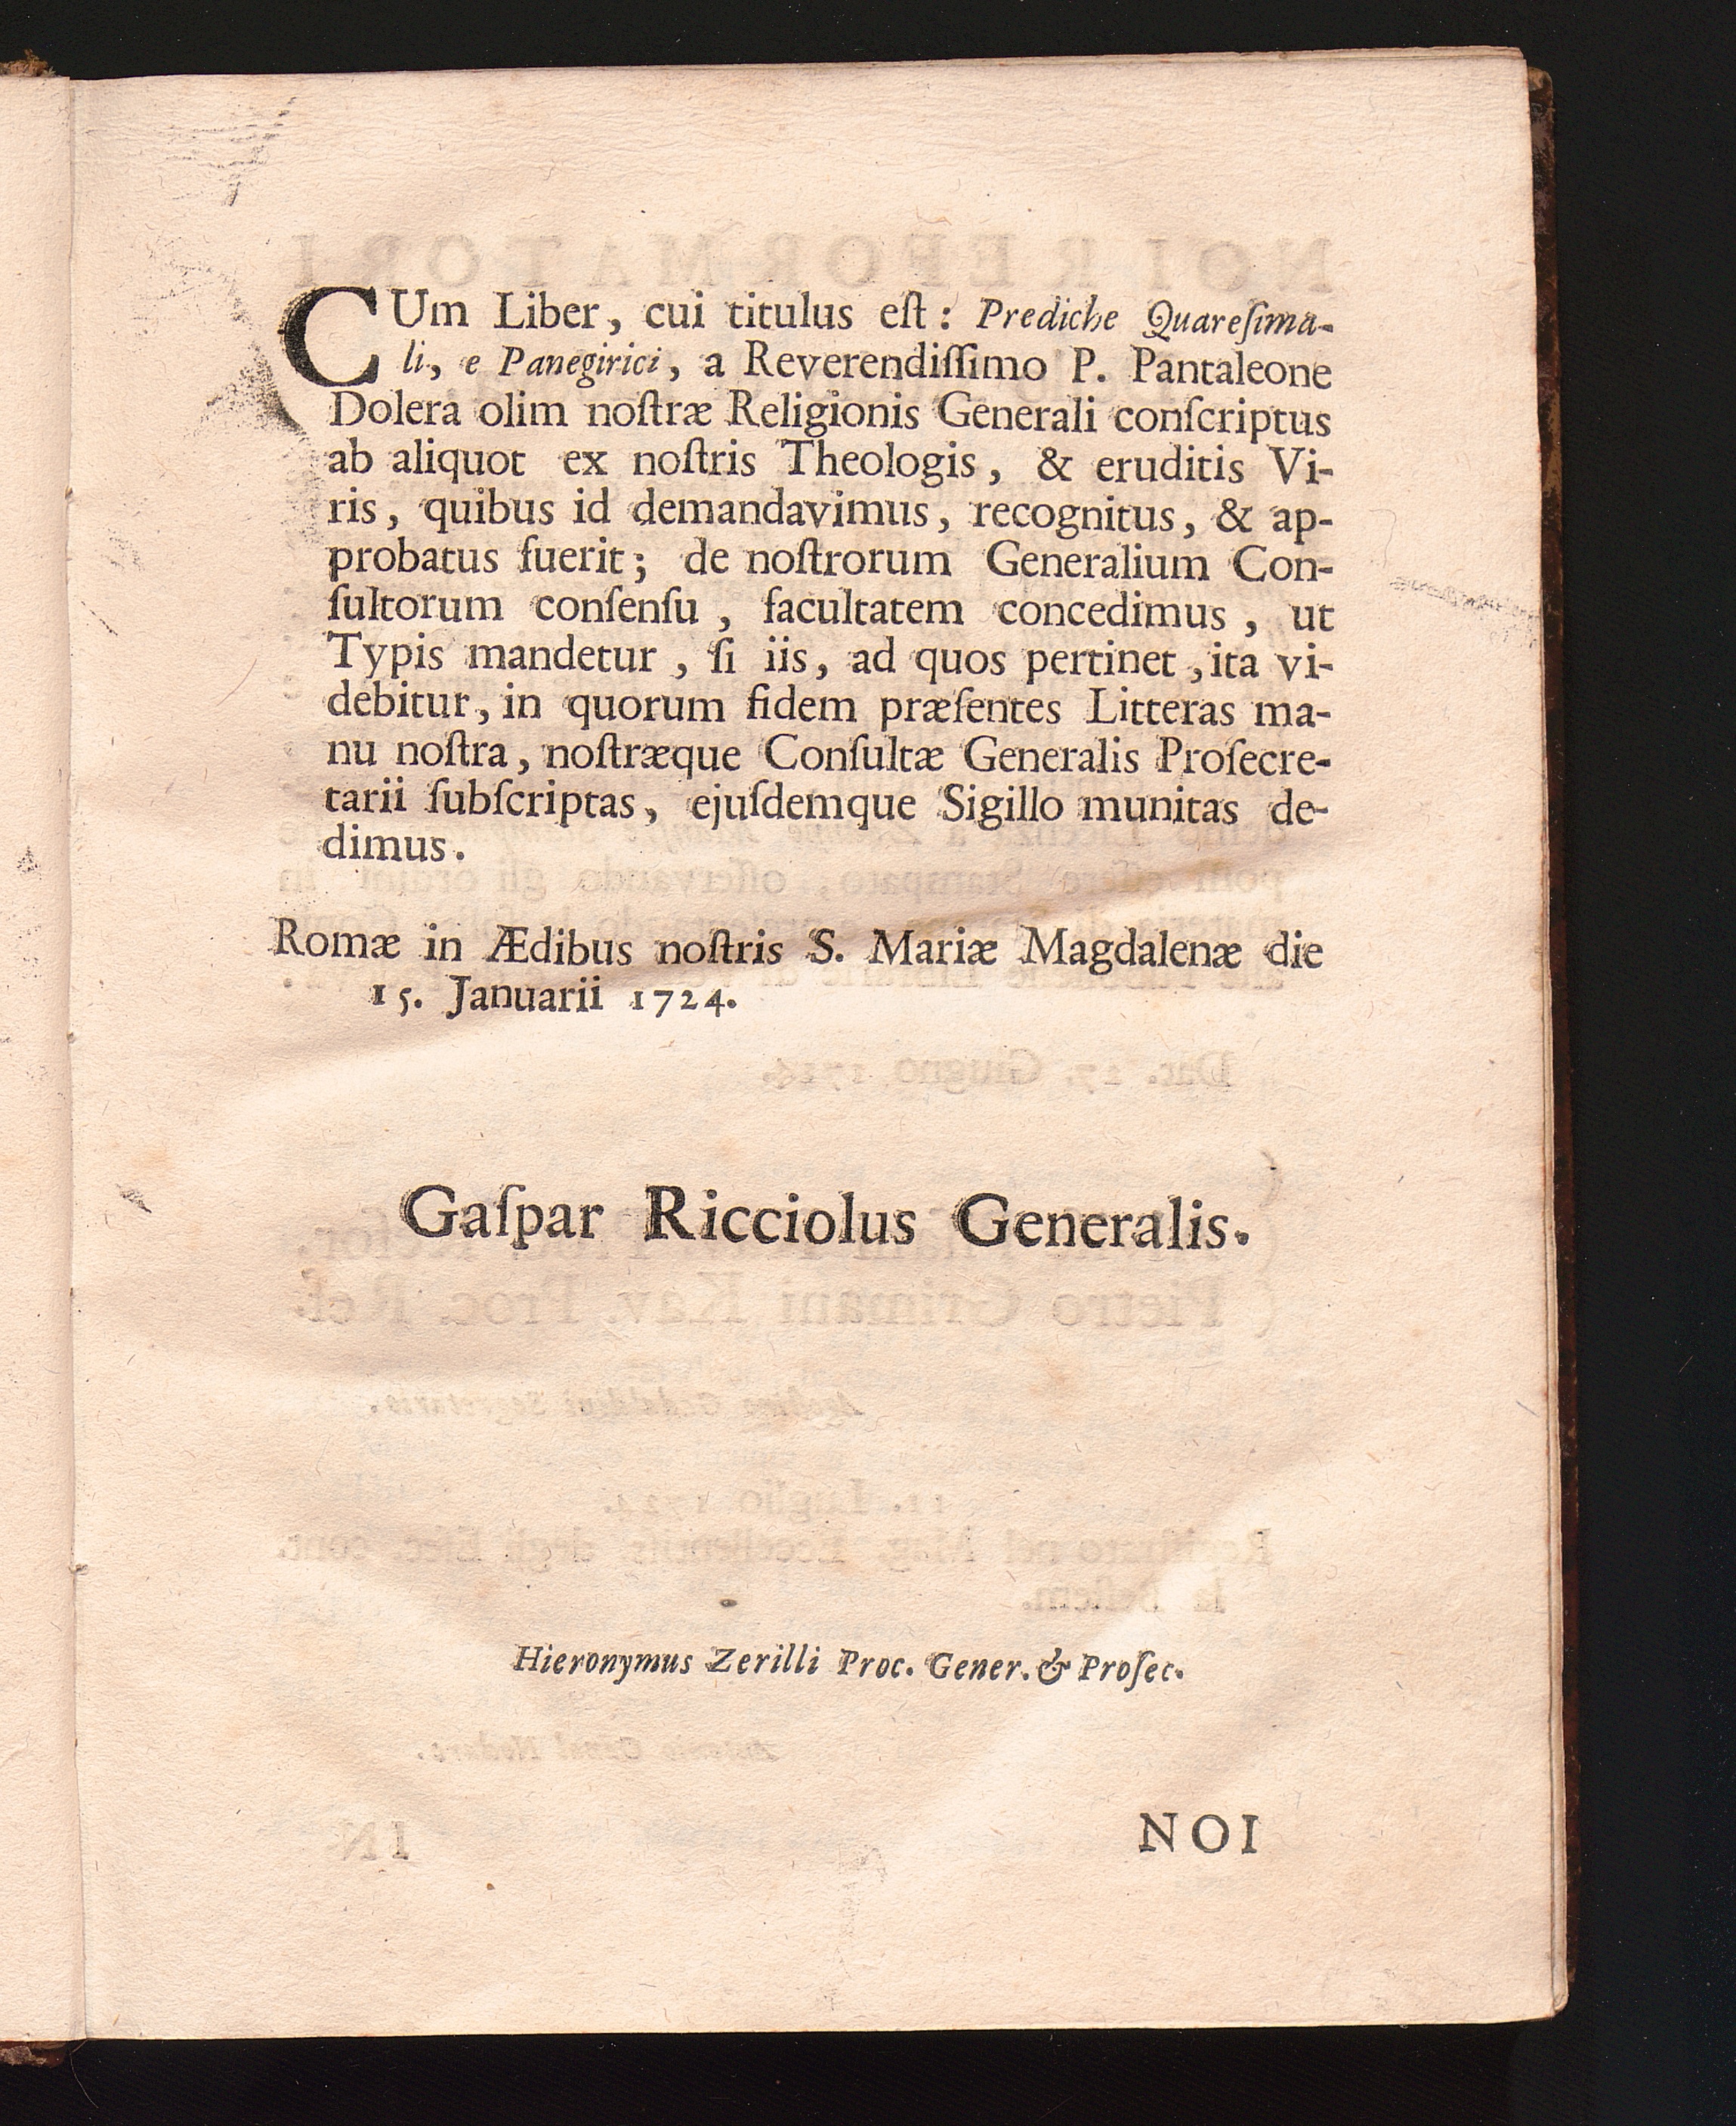 CUm Liber, cui titulus eſt: Prediche Quareſima-
li, e Panegirici, a Reverendiſſimo P. Pantaleone
Dolera olim noſtræ Religionis Generali conſcriptus
ab aliquot ex noſtris Theologis, & eruditis Vi-
ris, quibus id demandavimus, recognitus, & ap-
probatus fuerit; de noſtrorum Generalium Con-
ſultorum conſenſu, facultatem concedimus, ut
Typis mandetur, ſi iis, ad quos pertinet, ita vi-
debitur, in quorum fidem præſentes Litteras ma-
nu noſtra, noſtræque Conſultæ Generalis Proſecre-
tarii ſubſcriptas, ejuſdemque Sigillo munitas de-
dimus.
Romæ in Ædibus noſtris S. Mariæ Magdalenæ die
15. Januarii 1724.
Gaſpar Ricciolus Generalis.
Hieronymus Zerilli Proc. Gener. & Proſec.
NOI